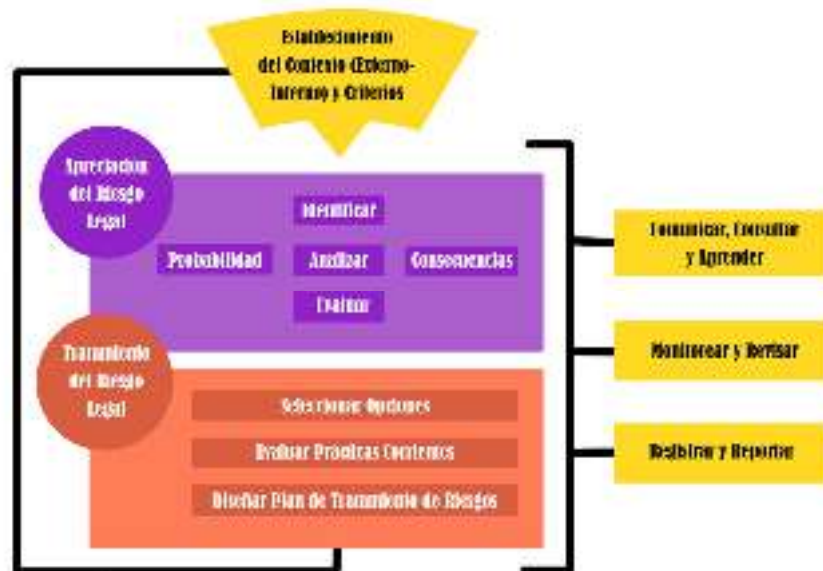 Establecimiento
del Contexto (Externo-
Interno) y Criterios
Apreciación
del Riesgo
Legal
Identificar
Probabilidad
Analizar
Consecuencias
Evaluar
Comunicar, Consultar
y Aprender
Tratamiento
del Riesgo
Legal
Monitorear y Revisar
Seleccionar Opciones
Evaluar Prácticas Corrientes
Registrar y Reportar
Diseñar Plan de Tratamiento de Riesgos